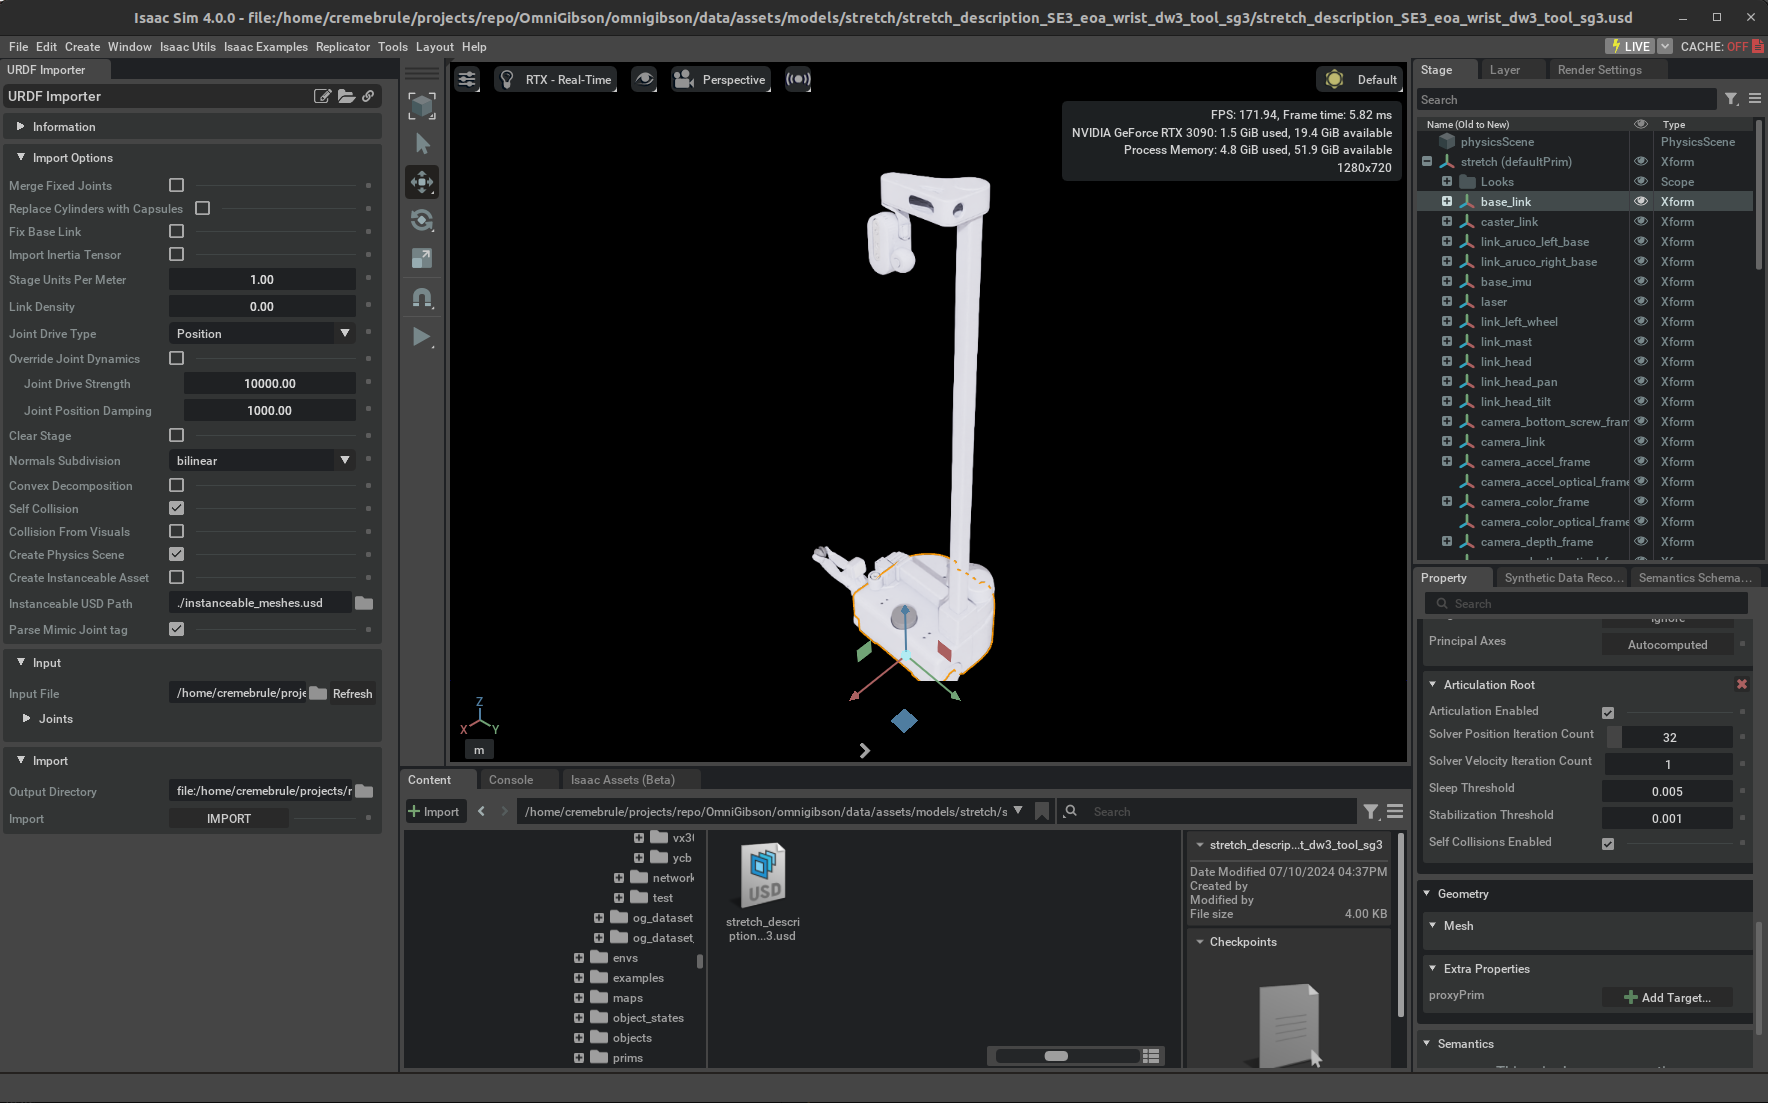 Isaac Sim 4.0.0 - file:/home/cremebrule/projects/repo/OmniGibson/omnigibson/data/assets/models/stretch/stretch_description_SE3_eoa_wrist_dw3_tool_sg3/stretch_description_SE3_eoa_wrist_dw3_tool_sg3.usd
File Edit Create Window Isaac Utils Isaac Examples Replicator Tools Layout Help
LIVE CACHE: OFF
URDF Importer
URDF Importer
Information
Import Options
Merge Fixed Joints
Replace Cylinders with Capsules
Fix Base Link
Import Inertia Tensor
Stage Units Per Meter 1.00
Link Density 0.00
Joint Drive Type Position
Override Joint Dynamics
Joint Drive Strength 10000.00
Joint Position Damping 1000.00
Clear Stage
Normals Subdivision bilinear
Convex Decomposition
Self Collision
Collision From Visuals
Create Physics Scene
Create Instanceable Asset
Instanceable USD Path ./instanceable_meshes.usd
Parse Mimic Joint tag
Input
Input File /home/cremebrule/proje Refresh
Joints
Import
Output Directory file:/home/cremebrule/projects/r
Import IMPORT
RTX - Real-Time Perspective Default
FPS: 171.94, Frame time: 5.82 ms
NVIDIA GeForce RTX 3090: 1.5 GiB used, 19.4 GiB available
Process Memory: 4.8 GiB used, 51.9 GiB available
1280x720
Z
X Y
m
Content Console Isaac Assets (Beta)
Import /home/cremebrule/projects/repo/OmniGibson/omnigibson/data/assets/models/stretch/s Search
vx3
ycb
network
test
og_dataset
og_dataset_
envs
examples
maps
object_states
objects
prims
USD
stretch_descri
ption...3.usd
stretch_descrip...t_dw3_tool_sg3
Date Modified 07/10/2024 04:37PM
Created by
Modified by
File size 4.00 KB
Checkpoints
Stage Layer Render Settings
Search
Name (Old to New) Type
physicsScene PhysicsScene
stretch (defaultPrim) Xform
Looks Scope
base_link Xform
caster_link Xform
link_aruco_left_base Xform
link_aruco_right_base Xform
base_imu Xform
laser Xform
link_left_wheel Xform
link_mast Xform
link_head Xform
link_head_pan Xform
link_head_tilt Xform
camera_bottom_screw_fram Xform
camera_link Xform
camera_accel_frame Xform
camera_accel_optical_frame Xform
camera_color_frame Xform
camera_color_optical_frame Xform
camera_depth_frame Xform
Property Synthetic Data Reco... Semantics Schema...
Search
Ignore
Principal Axes Autocomputed
Articulation Root
Articulation Enabled
Solver Position Iteration Count 32
Solver Velocity Iteration Count 1
Sleep Threshold 0.005
Stabilization Threshold 0.001
Self Collisions Enabled
Geometry
Mesh
Extra Properties
proxyPrim Add Target...
Semantics